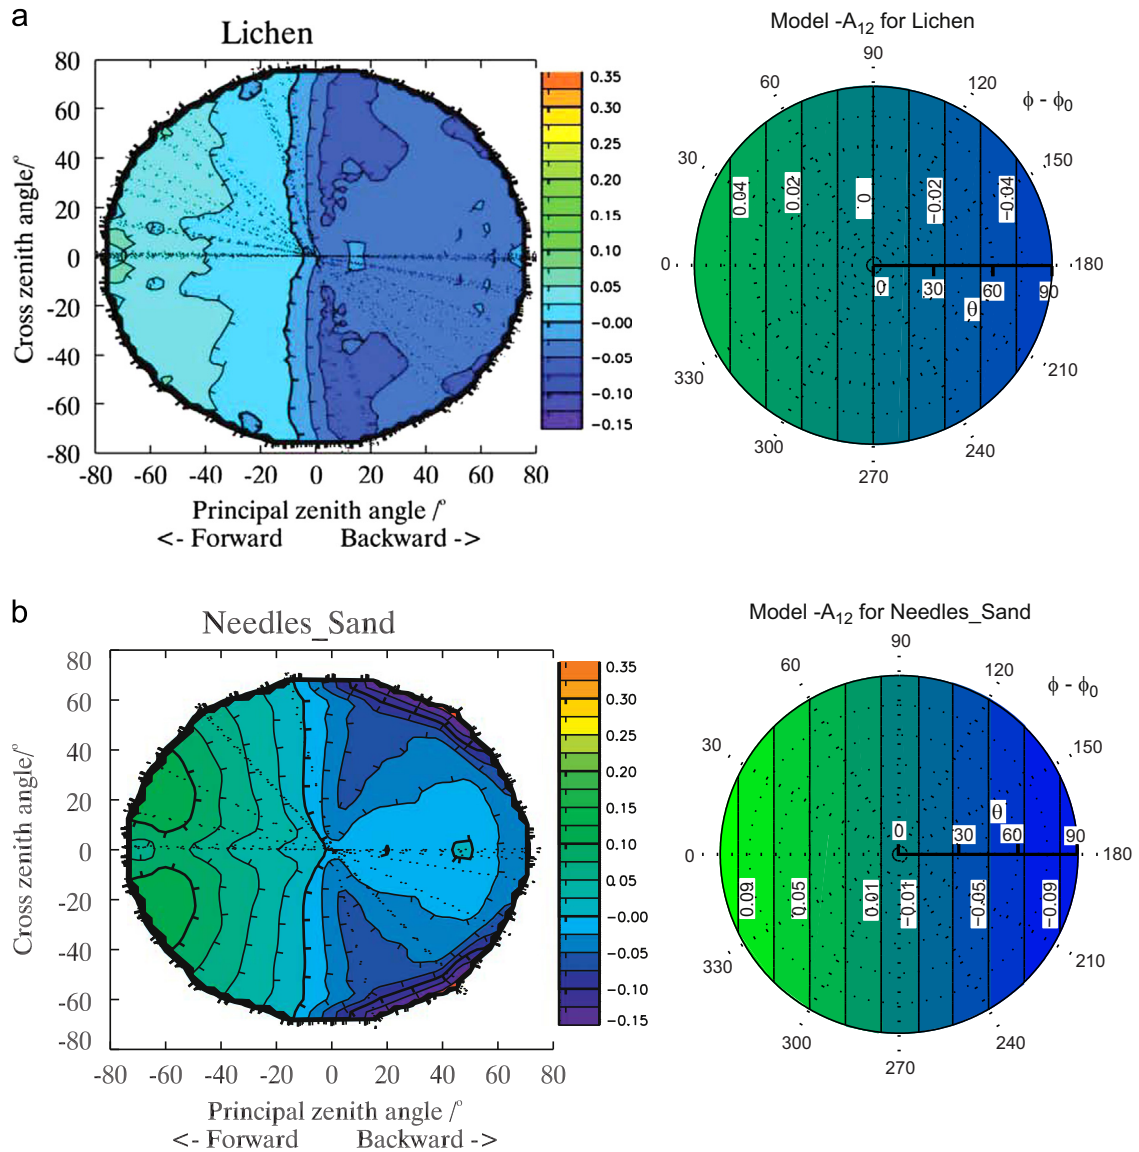 a
Lichen
80
60
40
20
0
-20
-40
-60
-80
Cross zenith angle/°
-80 -60 -40 -20 0 20 40 60 80
Principal zenith angle /°
<- Forward Backward ->
0.35
0.30
0.25
0.20
0.15
0.10
0.05
-0.00
-0.05
-0.10
-0.15
Model -A12 for Lichen
90
60 120
ϕ - ϕ0
30 150
0.04 0.02 0 -0.02 -0.04
0 180
0 30 60 90
θ
330 210
300 240
270
b
Needles_Sand
80
60
40
20
0
-20
-40
-60
-80
Cross zenith angle/°
-80 -60 -40 -20 0 20 40 60 80
Principal zenith angle /°
<- Forward Backward ->
0.35
0.30
0.25
0.20
0.15
0.10
0.05
-0.00
-0.05
-0.10
-0.15
Model -A12 for Needles_Sand
90
60 120
ϕ - ϕ0
30 150
θ
0 30 60 90
0 180
0.09 0.05 0.01 -0.01 -0.05 -0.09
330 210
300 240
270